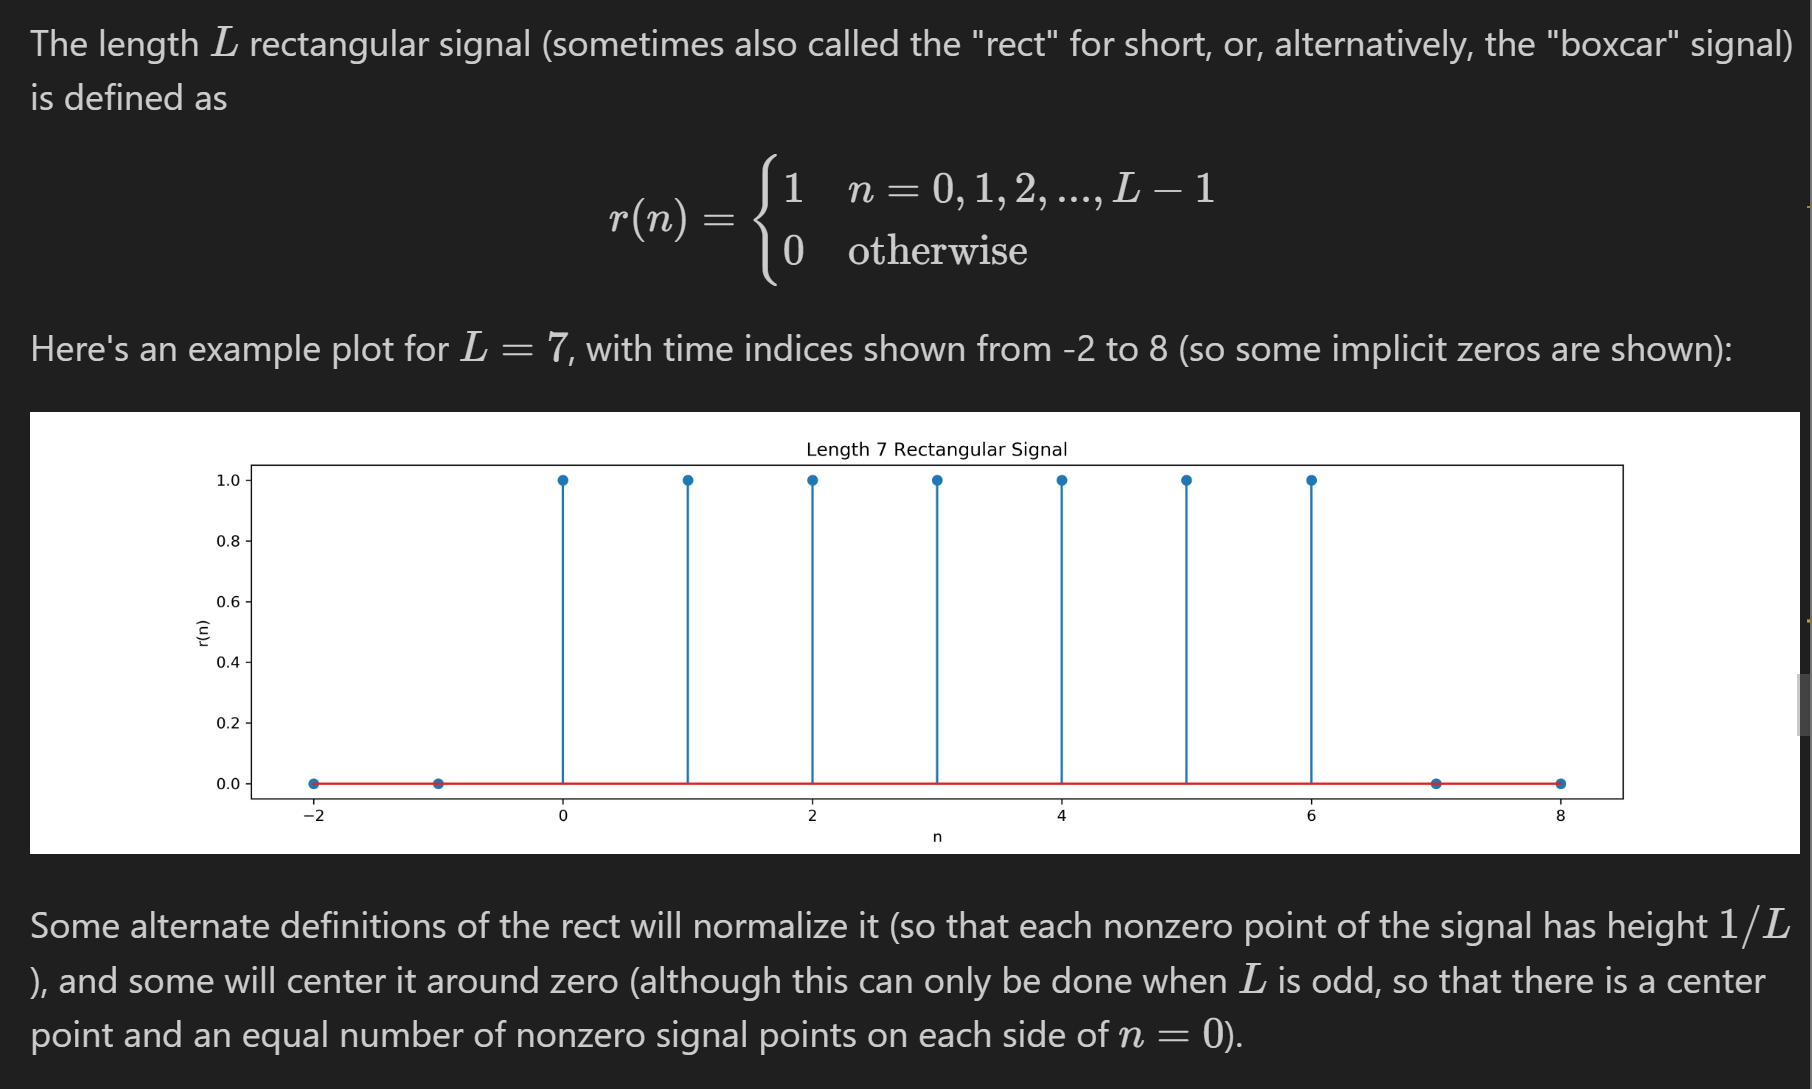 The length L rectangular signal (sometimes also called the "rect" for short, or, alternatively, the "boxcar" signal)
is defined as
r(n) = { 1 n = 0, 1, 2, ..., L − 1
0 otherwise
Here's an example plot for L = 7, with time indices shown from -2 to 8 (so some implicit zeros are shown):
Length 7 Rectangular Signal
1.0
0.8
0.6
0.4
0.2
0.0
r(n)
−2 0 2 4 6 8
n
Some alternate definitions of the rect will normalize it (so that each nonzero point of the signal has height 1/L
), and some will center it around zero (although this can only be done when L is odd, so that there is a center
point and an equal number of nonzero signal points on each side of n = 0).